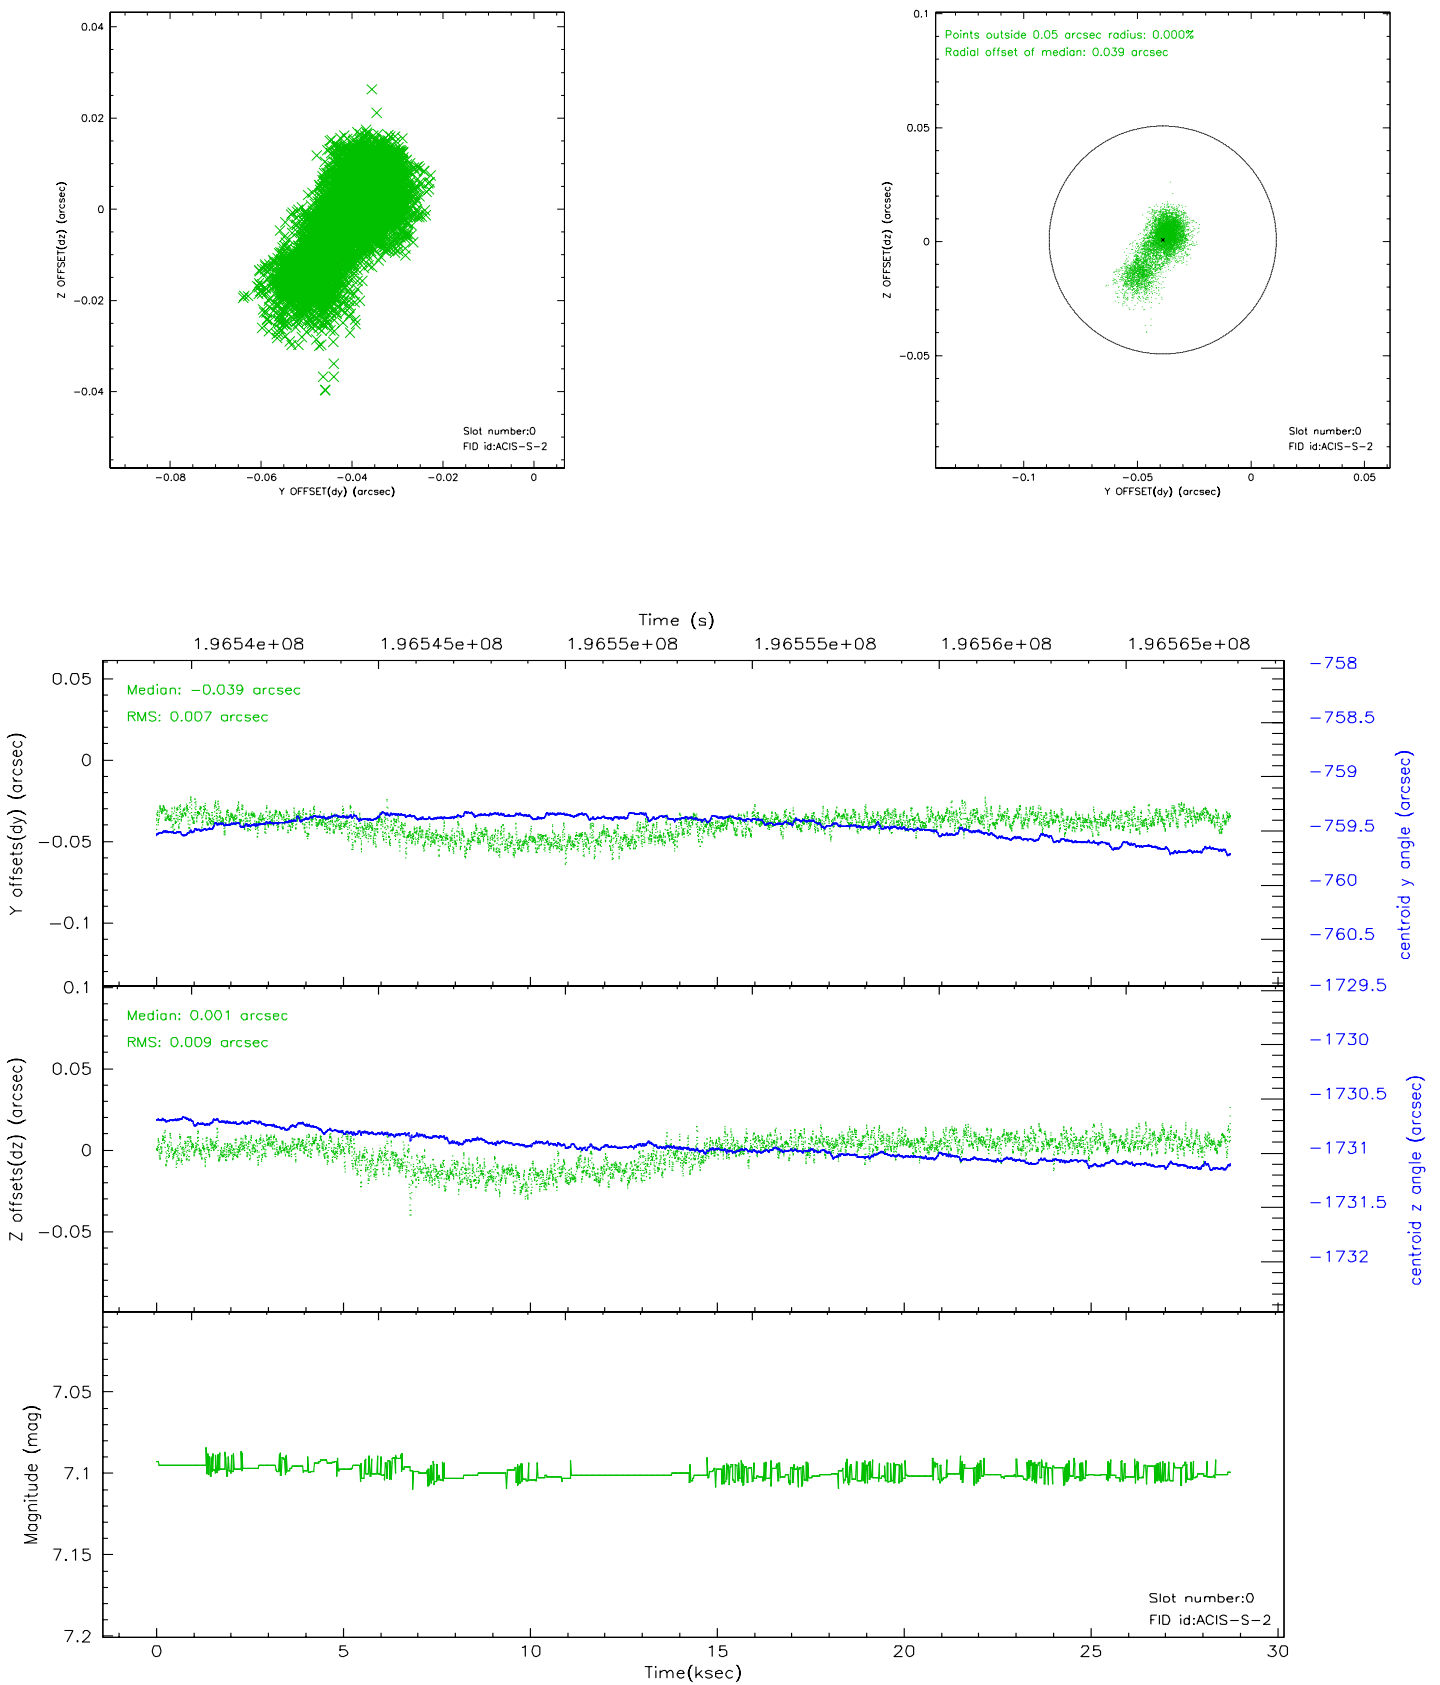 0.04
0.02
0
-0.02
-0.04
Z OFFSET(dz) (arcsec)
Slot number:0
FID id:ACIS-S-2
-0.08 -0.06 -0.04 -0.02 0
Y OFFSET(dy) (arcsec)
0.1
0.05
0
-0.05
Z OFFSET(dz) (arcsec)
Points outside 0.05 arcsec radius: 0.000%
Radial offset of median: 0.039 arcsec
Slot number:0
FID id:ACIS-S-2
-0.1 -0.05 0 0.05
Y OFFSET(dy) (arcsec)
Time (s)
1.9654e+08 1.96545e+08 1.9655e+08 1.96555e+08 1.9656e+08 1.96565e+08
0.05
0
-0.05
-0.1
Y offsets(dy) (arcsec)
Median: -0.039 arcsec
RMS: 0.007 arcsec
-758
-758.5
-759
-759.5
-760
-760.5
centroid y angle (arcsec)
0.1
0.05
0
-0.05
Z offsets(dz) (arcsec)
Median: 0.001 arcsec
RMS: 0.009 arcsec
-1729.5
-1730
-1730.5
-1731
-1731.5
-1732
centroid z angle (arcsec)
7.05
7.1
7.15
7.2
Magnitude (mag)
Slot number:0
FID id:ACIS-S-2
0 5 10 15 20 25 30
Time(ksec)